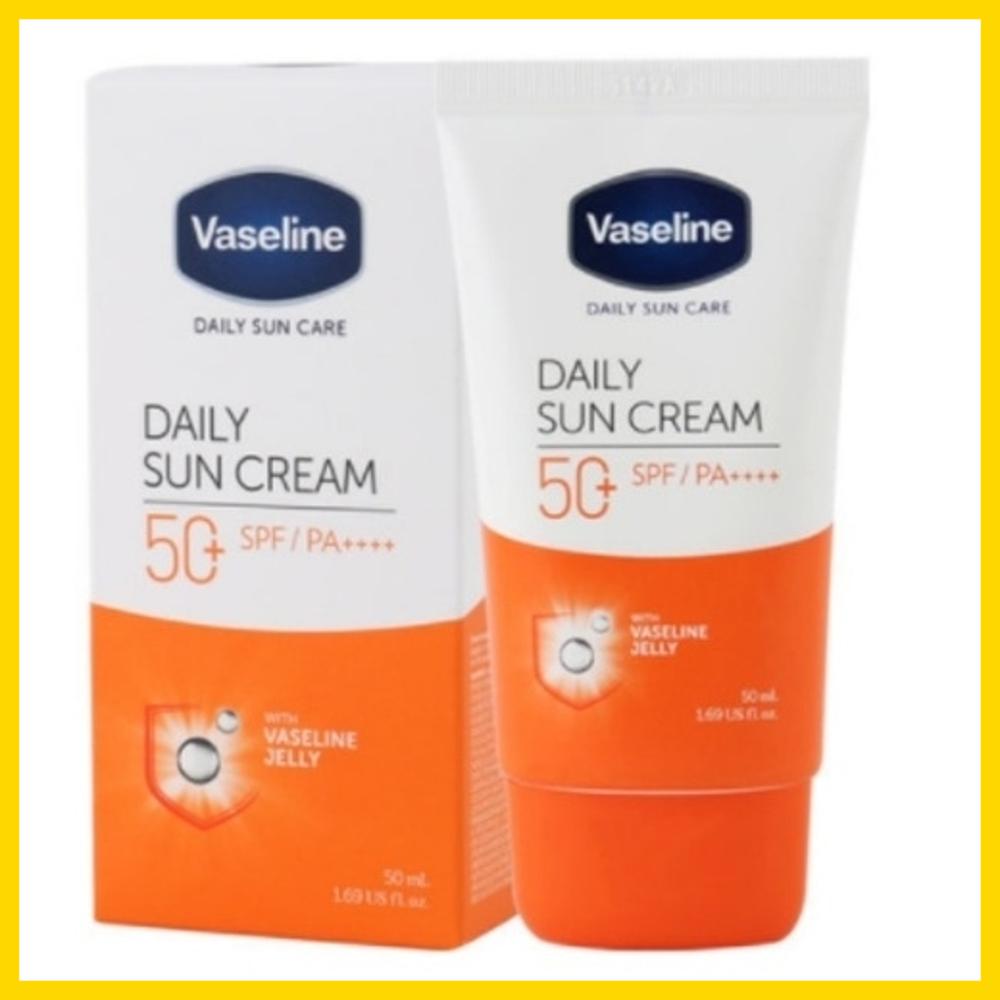 Vaseline
DAILY SUN CARE
DAILY
SUN CREAM
50+ SPF / PA++++
WITH
VASELINE
JELLY
50 ml.
1.69 US fl. oz.
Vaseline
DAILY SUN CARE
DAILY
SUN CREAM
50+ SPF / PA++++
WITH
VASELINE
JELLY
50 ml.
1.69 US fl. oz.